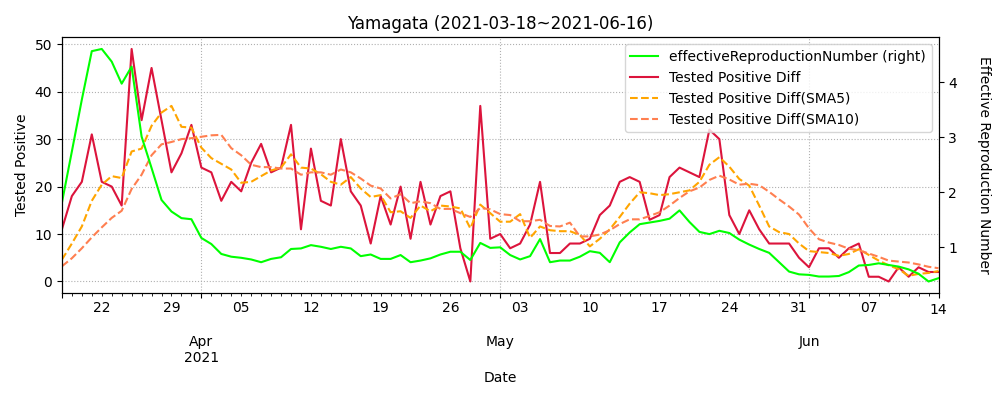 Yamagata (2021-03-18~2021-06-16)
effectiveReproductionNumber (right)
Tested Positive Diff
Tested Positive Diff(SMA5)
Tested Positive Diff(SMA10)
Tested Positive
50
40
30
20
10
0
Effective Reproduction Number
4
3
2
1
22 29 05 12 19 26 03 10 17 24 31 07 14
Apr May Jun
2021
Date